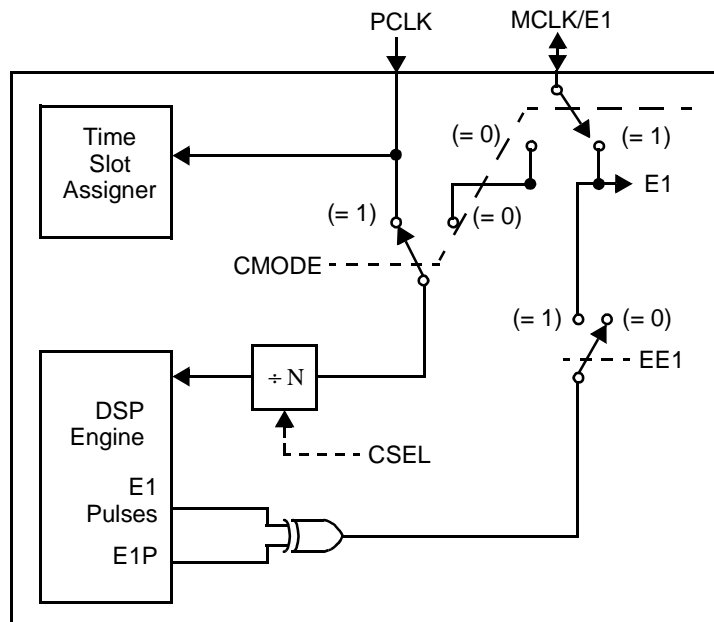 PCLK
MCLK/E1
Time
Slot
Assigner
(= 0)
(= 1)
E1
(= 1)
(= 0)
CMODE
(= 1)
(= 0)
EE1
÷ N
DSP
Engine
CSEL
E1
Pulses
E1P